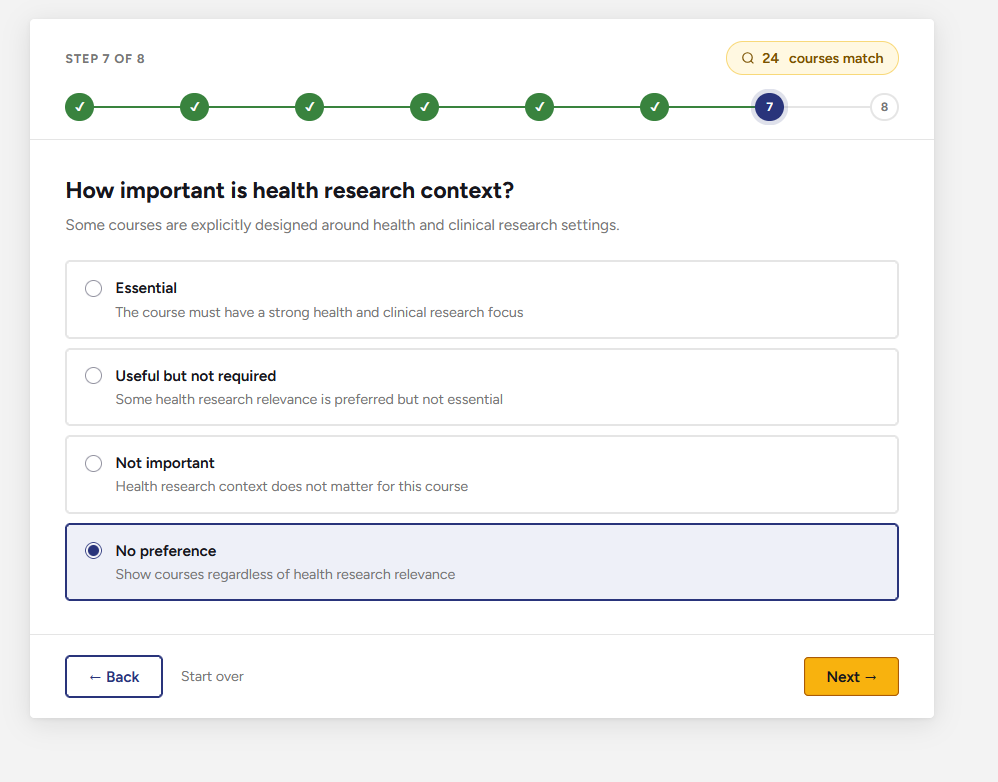 STEP 7 OF 8
24 courses match
✓ ✓ ✓ ✓ ✓ ✓ 7 8
How important is health research context?
Some courses are explicitly designed around health and clinical research settings.
Essential
The course must have a strong health and clinical research focus
Useful but not required
Some health research relevance is preferred but not essential
Not important
Health research context does not matter for this course
No preference
Show courses regardless of health research relevance
← Back
Start over
Next →